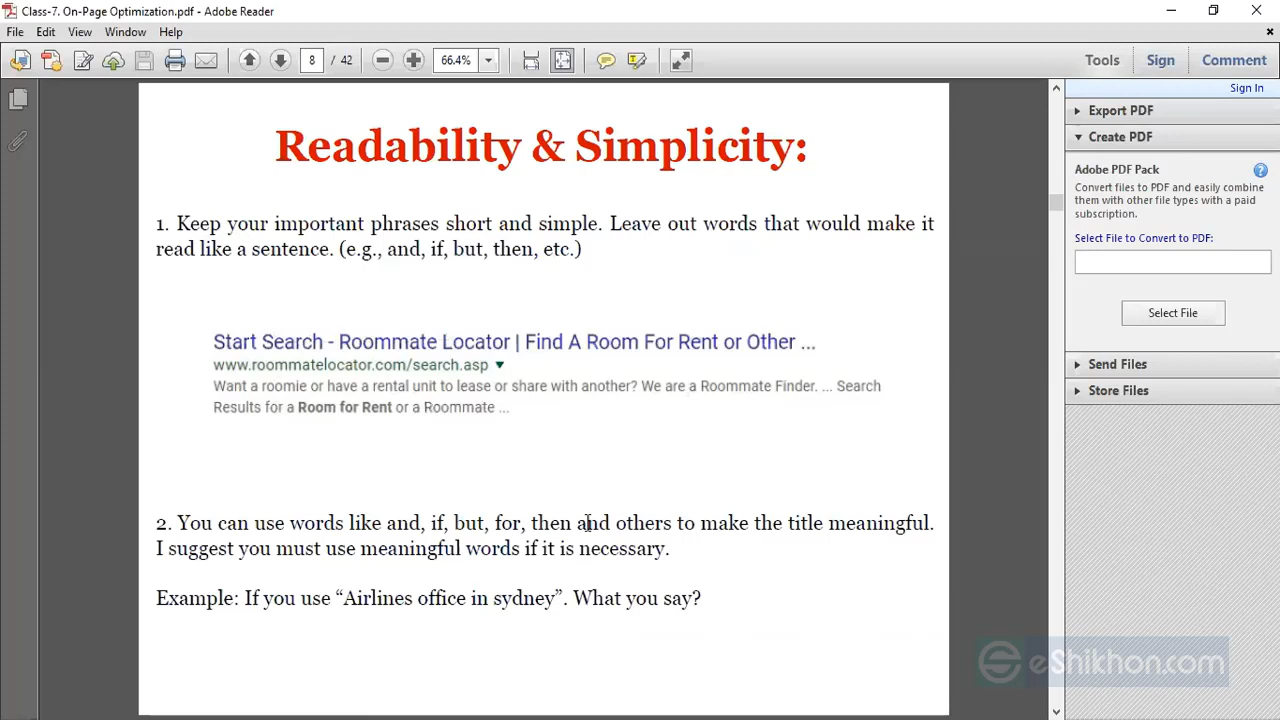 Class-7. On-Page Optimization.pdf - Adobe Reader
File Edit View Window Help
8 / 42 66.4% Tools Sign Comment
Sign In
Export PDF
Create PDF
Adobe PDF Pack
Convert files to PDF and easily combine
them with other file types with a paid
subscription.
Select File to Convert to PDF:
Select File
Send Files
Store Files
Readability & Simplicity:
1. Keep your important phrases short and simple. Leave out words that would make it
read like a sentence. (e.g., and, if, but, then, etc.)
Start Search - Roommate Locator | Find A Room For Rent or Other ...
www.roommatelocator.com/search.asp
Want a roomie or have a rental unit to lease or share with another? We are a Roommate Finder. ... Search
Results for a Room for Rent or a Roommate ...
2. You can use words like and, if, but, for, then and others to make the title meaningful.
I suggest you must use meaningful words if it is necessary.
Example: If you use “Airlines office in sydney”. What you say?
eShikhon.com